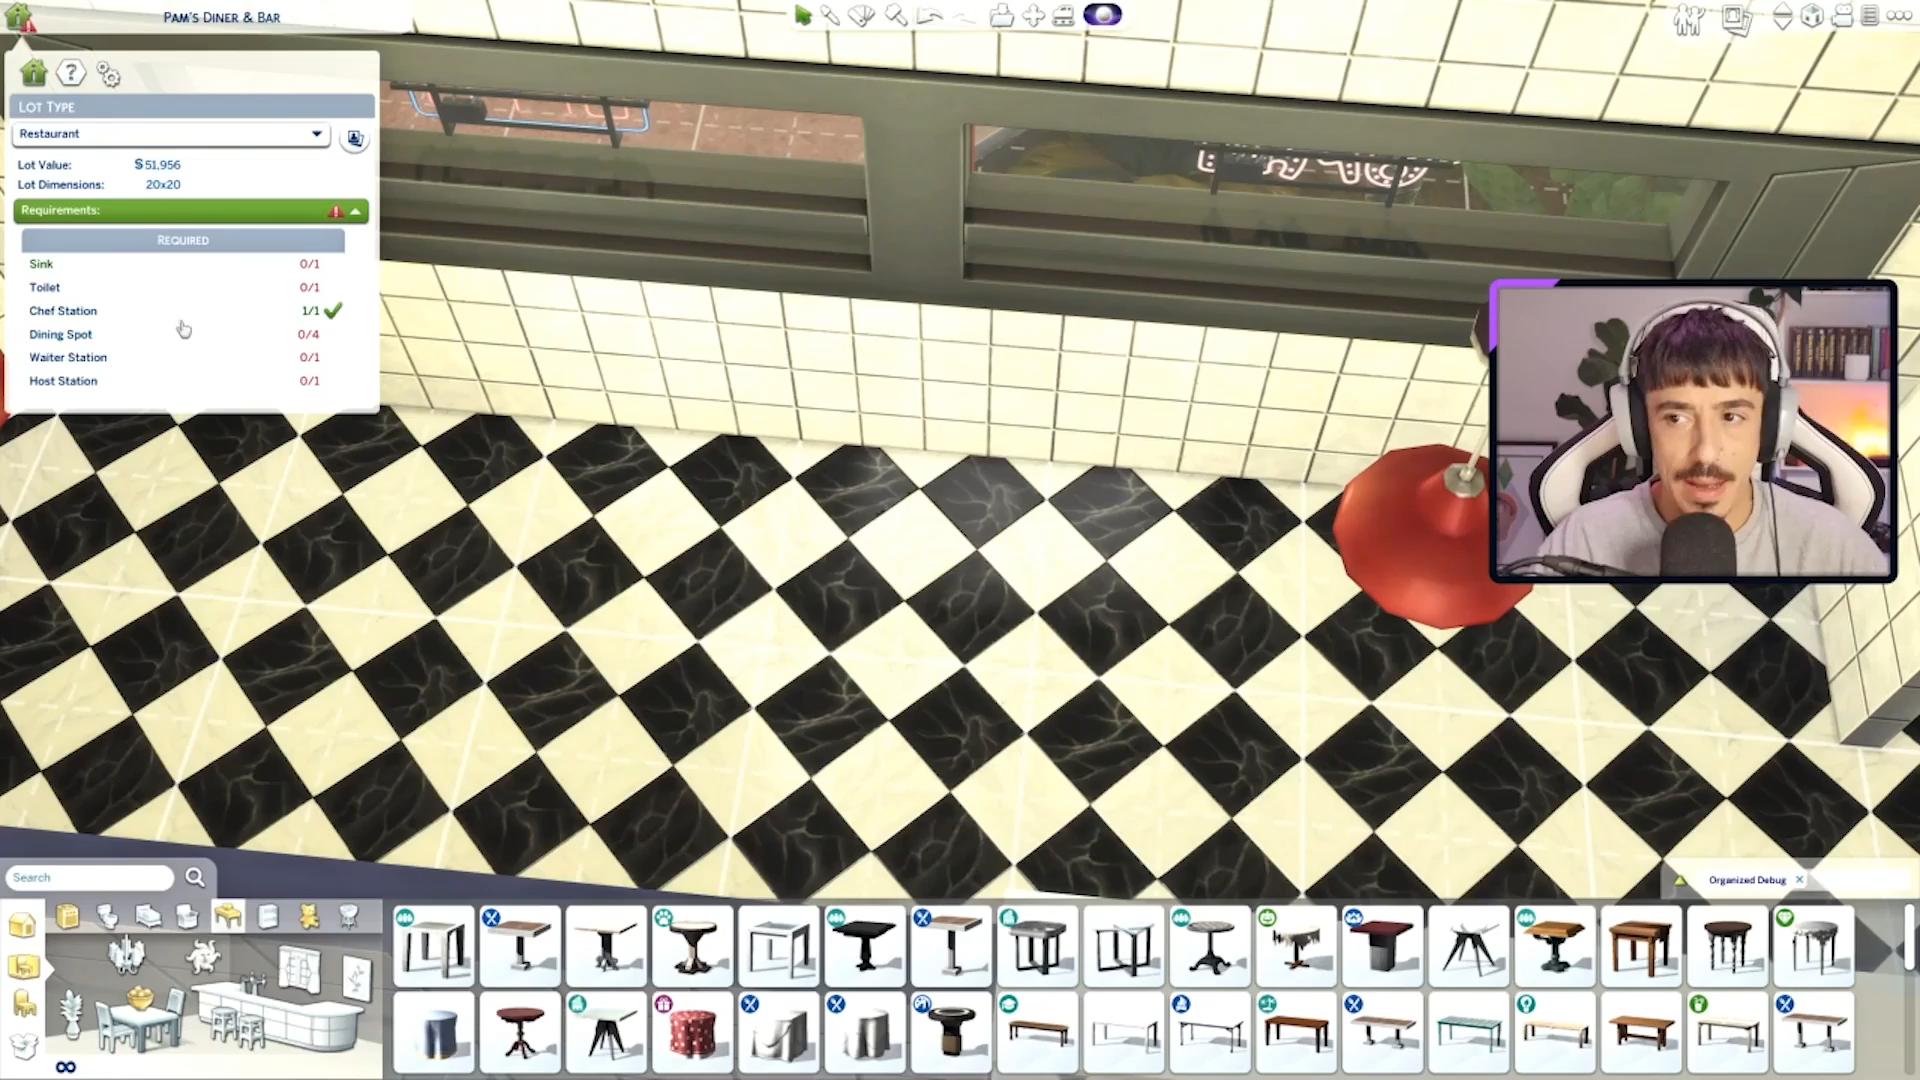 Pam's Diner & Bar
Lot Type
Restaurant
Lot Value: §51,956
Lot Dimensions: 20x20
Requirements:
Required
Sink 0/1
Toilet 0/1
Chef Station 1/1
Dining Spot 0/4
Waiter Station 0/1
Host Station 0/1
Search
Organized Debug